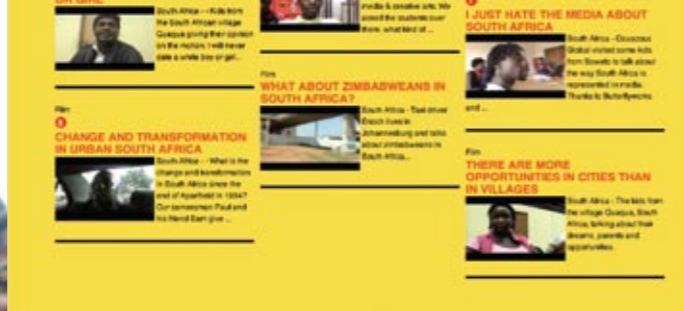 OR GIRL
South Africa - - Kids from
the South African village
Guaqua giving their opinion
on the motion: I will never
date a white boy or girl...
Film
CHANGE AND TRANSFORMATION
IN URBAN SOUTH AFRICA
South Africa - - What is the
change and transformation
in South Africa since the
end of Apartheid in 1994?
Our cameraman Paul and
his friend Sam give ...
media & creative arts. We
asked the students over
there, what kind of ...
Film
WHAT ABOUT ZIMBABWEANS IN
SOUTH AFRICA?
South Africa - Taxi driver
Enoch lives in
Johannesburg and talks
about zimbabweans in
South Africa...
I JUST HATE THE MEDIA ABOUT
SOUTH AFRICA
South Africa - Couscous
Global visited some kids
from Soweto to talk about
the way South Africa is
represented in media.
Thanks to Butterflyworks
and ...
Film
THERE ARE MORE
OPPORTUNITIES IN CITIES THAN
IN VILLAGES
South Africa - The kids from
the village Guaqua, South
Africa, talking about their
dreams, parents and
opportunities.